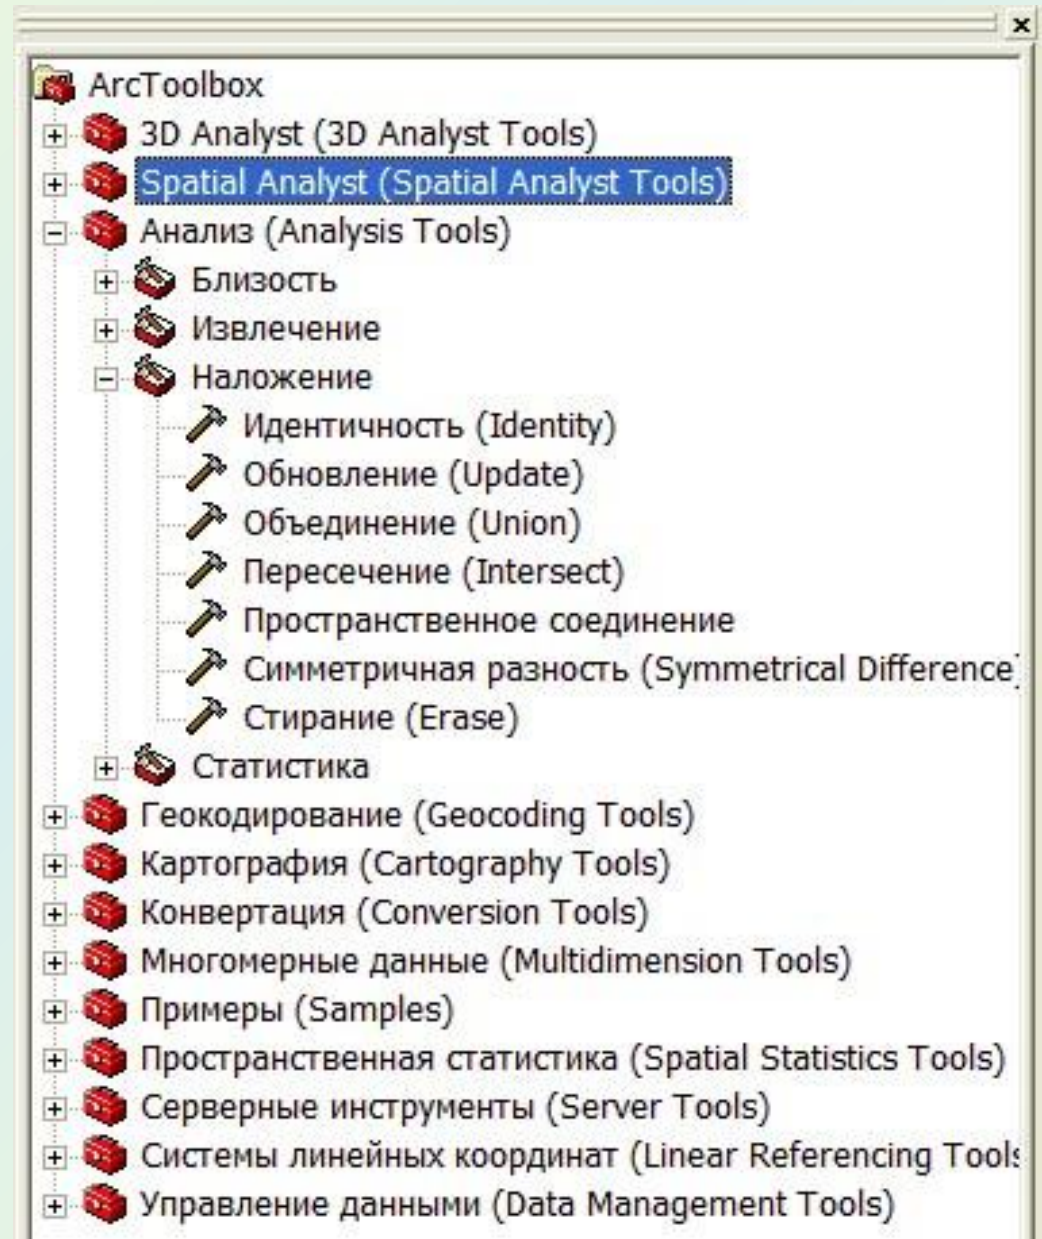 ArcToolbox
3D Analyst (3D Analyst Tools)
Spatial Analyst (Spatial Analyst Tools)
Анализ (Analysis Tools)
Близость
Извлечение
Наложение
Идентичность (Identity)
Обновление (Update)
Объединение (Union)
Пересечение (Intersect)
Пространственное соединение
Симметричная разность (Symmetrical Difference)
Стирание (Erase)
Статистика
Геокодирование (Geocoding Tools)
Картография (Cartography Tools)
Конвертация (Conversion Tools)
Многомерные данные (Multidimension Tools)
Примеры (Samples)
Пространственная статистика (Spatial Statistics Tools)
Серверные инструменты (Server Tools)
Системы линейных координат (Linear Referencing Tools
Управление данными (Data Management Tools)